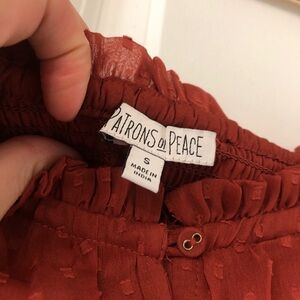 PATRONS OF PEACE
S
MADE IN
INDIA